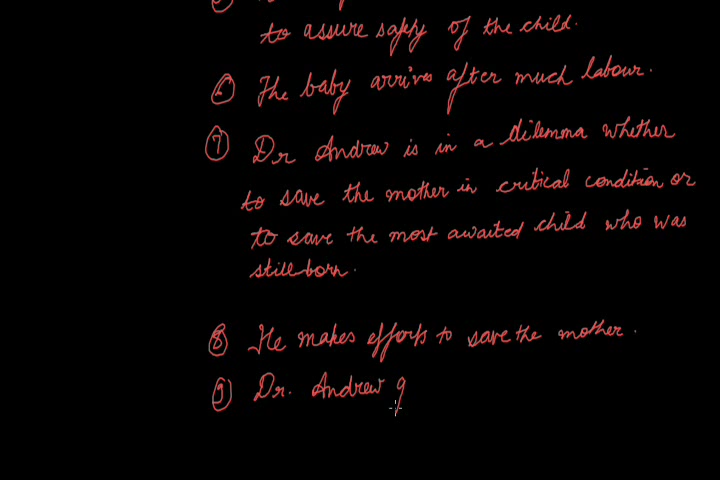 to assure safety of the child.
6 The baby arrives after much labour.
7 Dr Andrew is in a dilemma whether
to save the mother in critical condition or
to save the most awaited child who was
stillborn.
8 He makes efforts to save the mother.
9 Dr. Andrew g